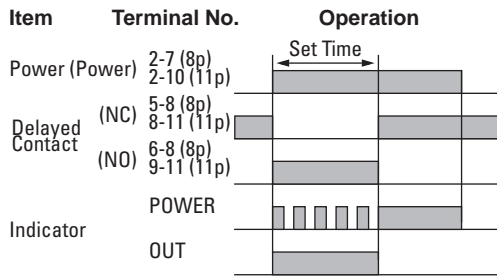 Item Terminal No. Operation
Set Time
Power (Power) 2-7 (8p)
2-10 (11p)
Delayed
Contact
(NC) 5-8 (8p)
8-11 (11p)
(NO) 6-8 (8p)
9-11 (11p)
Indicator
POWER
OUT